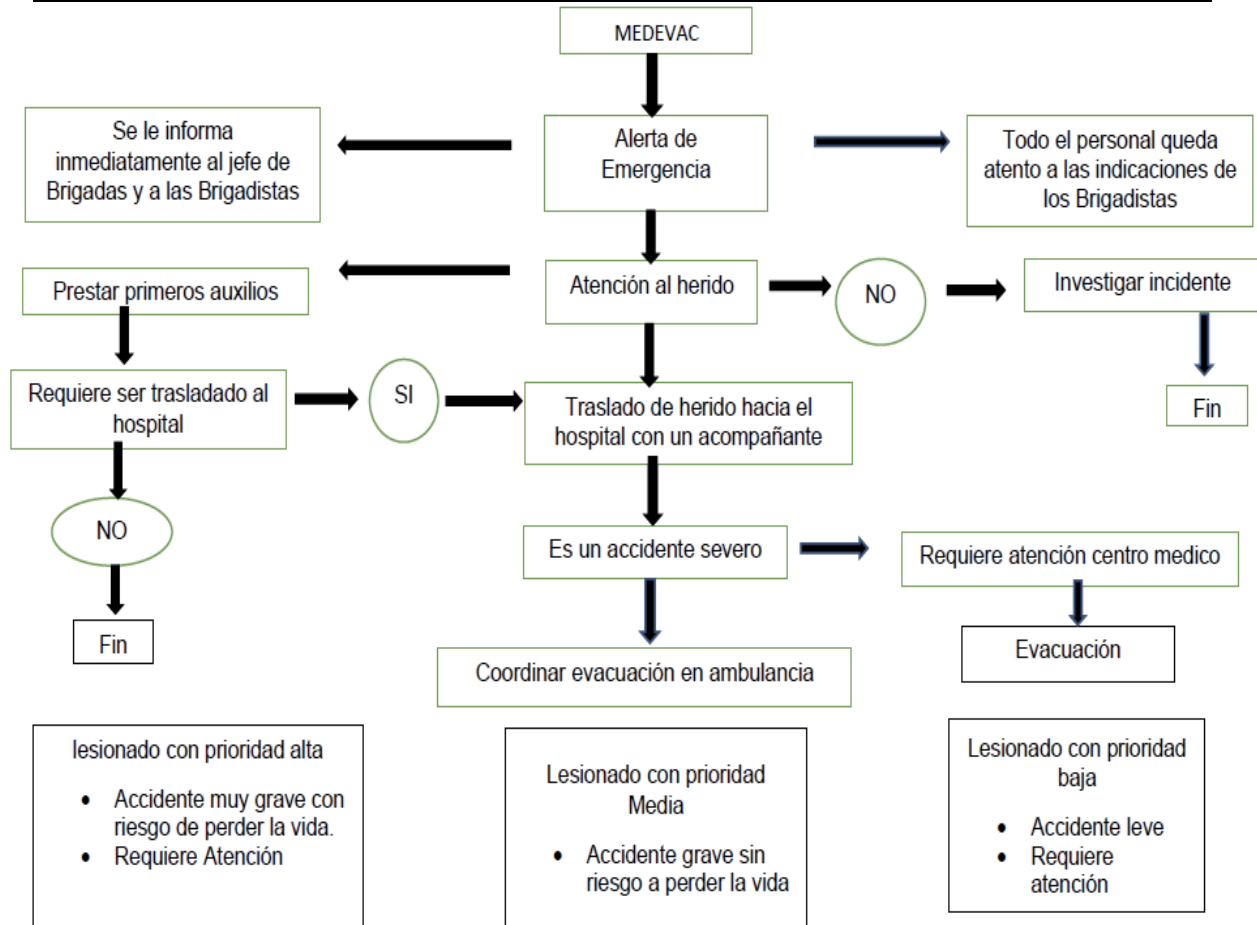 MEDEVAC
Se le informa
inmediatamente al jefe de
Brigadas y a las Brigadistas
Alerta de
Emergencia
Todo el personal queda
atento a las indicaciones de
los Brigadistas
Prestar primeros auxilios
Atención al herido
NO
Investigar incidente
Requiere ser trasladado al
hospital
SI
Traslado de herido hacia el
hospital con un acompañante
Fin
NO
Es un accidente severo
Requiere atención centro medico
Fin
Coordinar evacuación en ambulancia
Evacuación
lesionado con prioridad alta
• Accidente muy grave con
riesgo de perder la vida.
• Requiere Atención
Lesionado con prioridad
Media
• Accidente grave sin
riesgo a perder la vida
Lesionado con prioridad
baja
• Accidente leve
• Requiere
atención